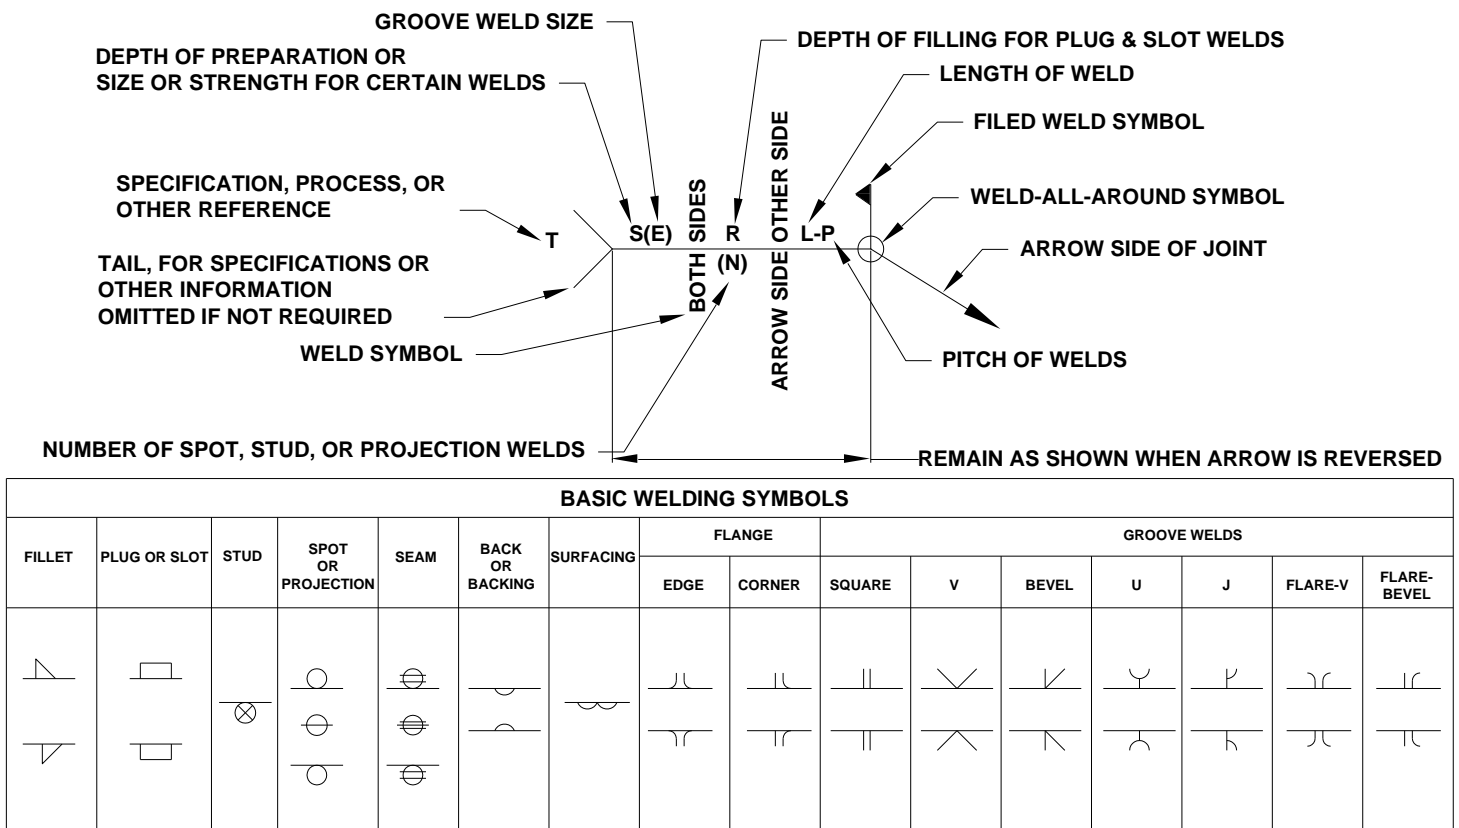 GROOVE WELD SIZE
DEPTH OF PREPARATION OR
SIZE OR STRENGTH FOR CERTAIN WELDS
DEPTH OF FILLING FOR PLUG & SLOT WELDS
LENGTH OF WELD
FILED WELD SYMBOL
SPECIFICATION, PROCESS, OR
OTHER REFERENCE
WELD-ALL-AROUND SYMBOL
T
S(E)
BOTH SIDES
R
(N)
ARROW SIDE OTHER SIDE
L-P
ARROW SIDE OF JOINT
TAIL, FOR SPECIFICATIONS OR
OTHER INFORMATION
OMITTED IF NOT REQUIRED
WELD SYMBOL
PITCH OF WELDS
NUMBER OF SPOT, STUD, OR PROJECTION WELDS
REMAIN AS SHOWN WHEN ARROW IS REVERSED
BASIC WELDING SYMBOLS
FILLET
PLUG OR SLOT
STUD
SPOT
OR
PROJECTION
SEAM
BACK
OR
BACKING
SURFACING
FLANGE
EDGE
CORNER
GROOVE WELDS
SQUARE
V
BEVEL
U
J
FLARE-V
FLARE-
BEVEL